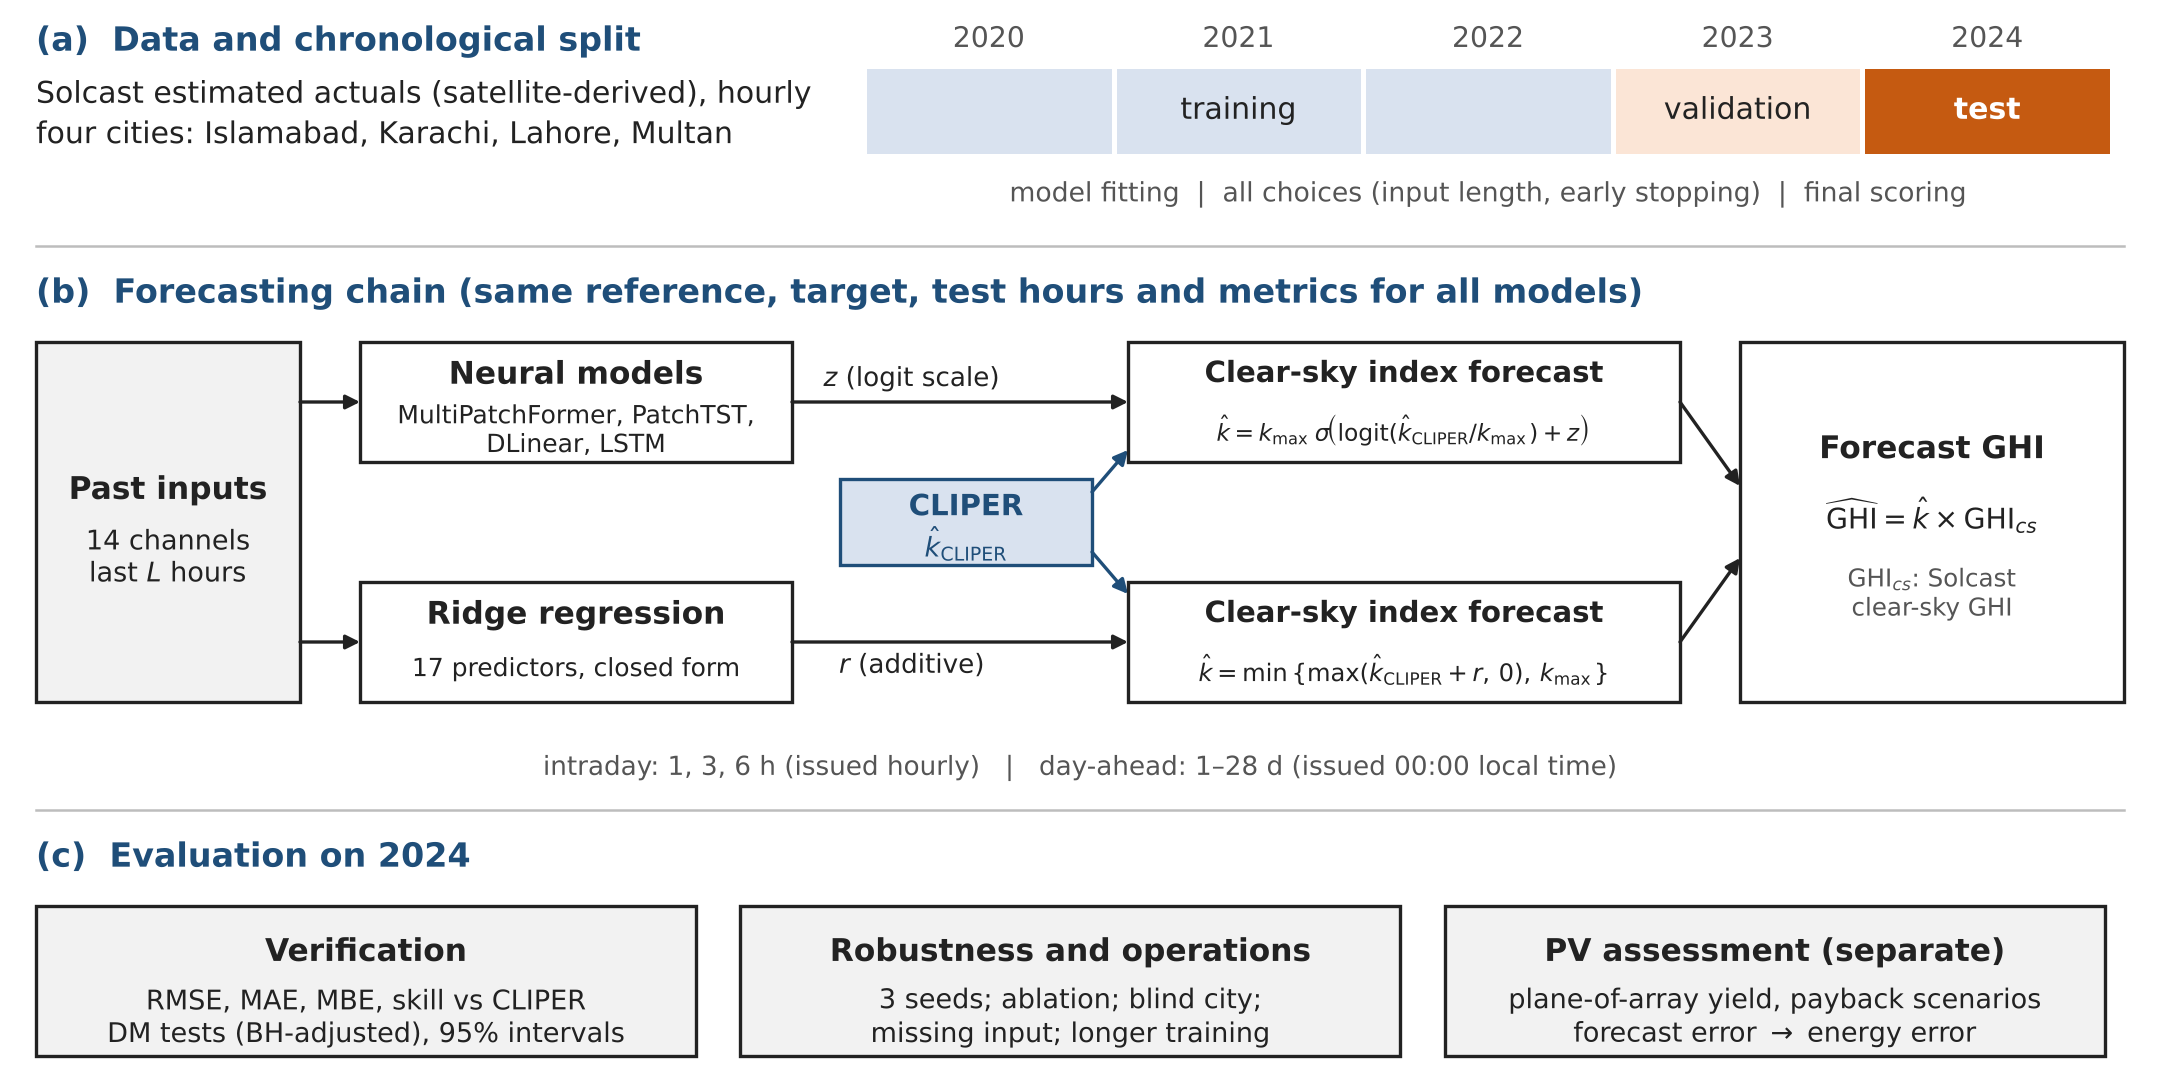 (a) Data and chronological split
Solcast estimated actuals (satellite-derived), hourly
four cities: Islamabad, Karachi, Lahore, Multan
2020 2021 2022 2023 2024
training validation test
model fitting | all choices (input length, early stopping) | final scoring
(b) Forecasting chain (same reference, target, test hours and metrics for all models)
Past inputs
14 channels
last L hours
Neural models
MultiPatchFormer, PatchTST,
DLinear, LSTM
z (logit scale)
Clear-sky index forecast
k̂ = k_max σ(logit(k̂_CLIPER/k_max) + z)
CLIPER
k̂_CLIPER
Ridge regression
17 predictors, closed form
r (additive)
Clear-sky index forecast
k̂ = min {max(k̂_CLIPER + r, 0), k_max}
Forecast GHI
\widehat{GHI} = k̂ × GHI_cs
GHI_cs: Solcast
clear-sky GHI
intraday: 1, 3, 6 h (issued hourly) | day-ahead: 1–28 d (issued 00:00 local time)
(c) Evaluation on 2024
Verification
RMSE, MAE, MBE, skill vs CLIPER
DM tests (BH-adjusted), 95% intervals
Robustness and operations
3 seeds; ablation; blind city;
missing input; longer training
PV assessment (separate)
plane-of-array yield, payback scenarios
forecast error → energy error